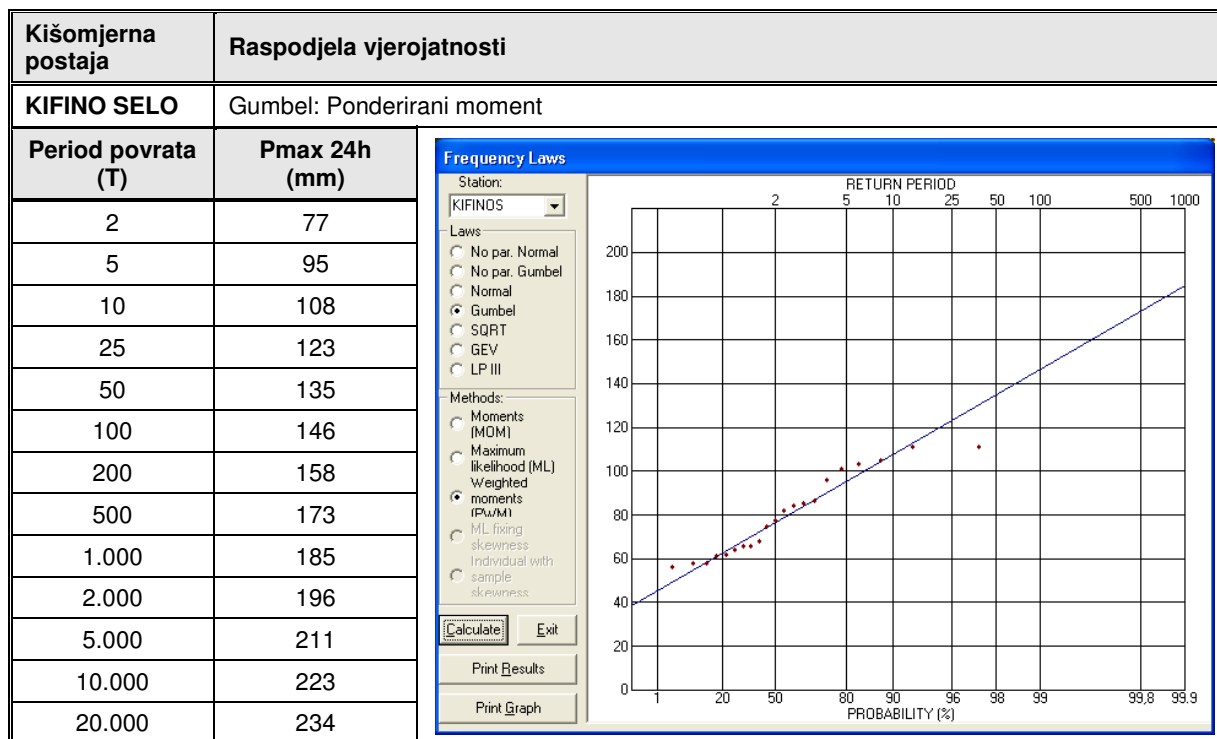 Kišomjerna
postaja
Raspodjela vjerojatnosti
KIFINO SELO
Gumbel: Ponderirani moment
Period povrata
(T)
Pmax 24h
(mm)
2 77
5 95
10 108
25 123
50 135
100 146
200 158
500 173
1.000 185
2.000 196
5.000 211
10.000 223
20.000 234
Frequency Laws
Station:
KIFINOS
Laws
No par. Normal
No par. Gumbel
Normal
Gumbel
SQRT
GEV
LP III
Methods:
Moments
(MOM)
Maximum
likelihood (ML)
Weighted
moments
(PWM)
ML fixing
skewness
Individual with
sample
skewness
Calculate Exit
Print Results
Print Graph
RETURN PERIOD
2 5 10 25 50 100 500 1000
200
180
160
140
120
100
80
60
40
20
0
1 20 50 80 90 96 98 99 99,8 99.9
PROBABILITY (%)